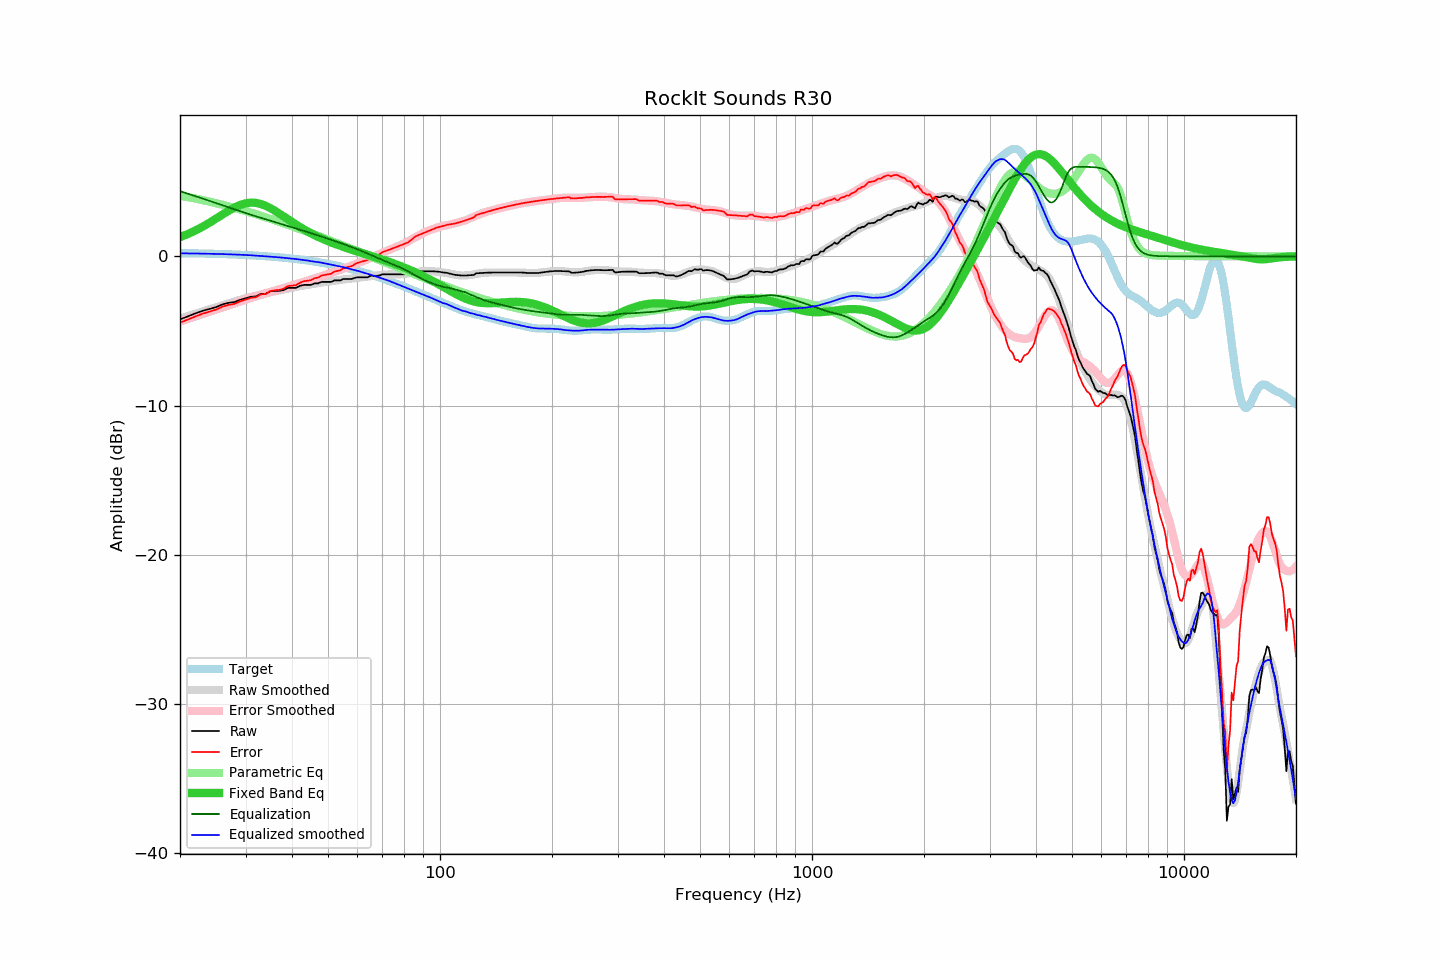 RockIt Sounds R30
Amplitude (dBr)
0
−10
−20
−30
−40
Target
Raw Smoothed
Error Smoothed
Raw
Error
Parametric Eq
Fixed Band Eq
Equalization
Equalized smoothed
100
1000
10000
Frequency (Hz)